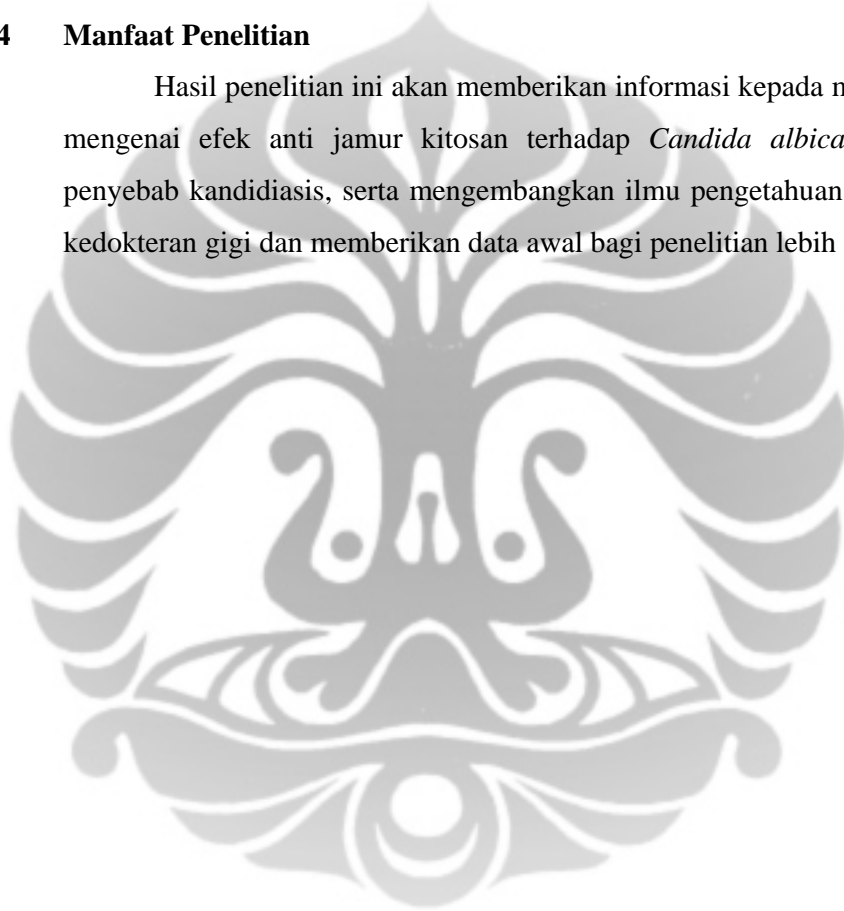 4 Manfaat Penelitian
Hasil penelitian ini akan memberikan informasi kepada
mengenai efek anti jamur kitosan terhadap Candida
penyebab kandidiasis, serta mengembangkan ilmu pengetahuan
kedokteran gigi dan memberikan data awal bagi penelitian lebih